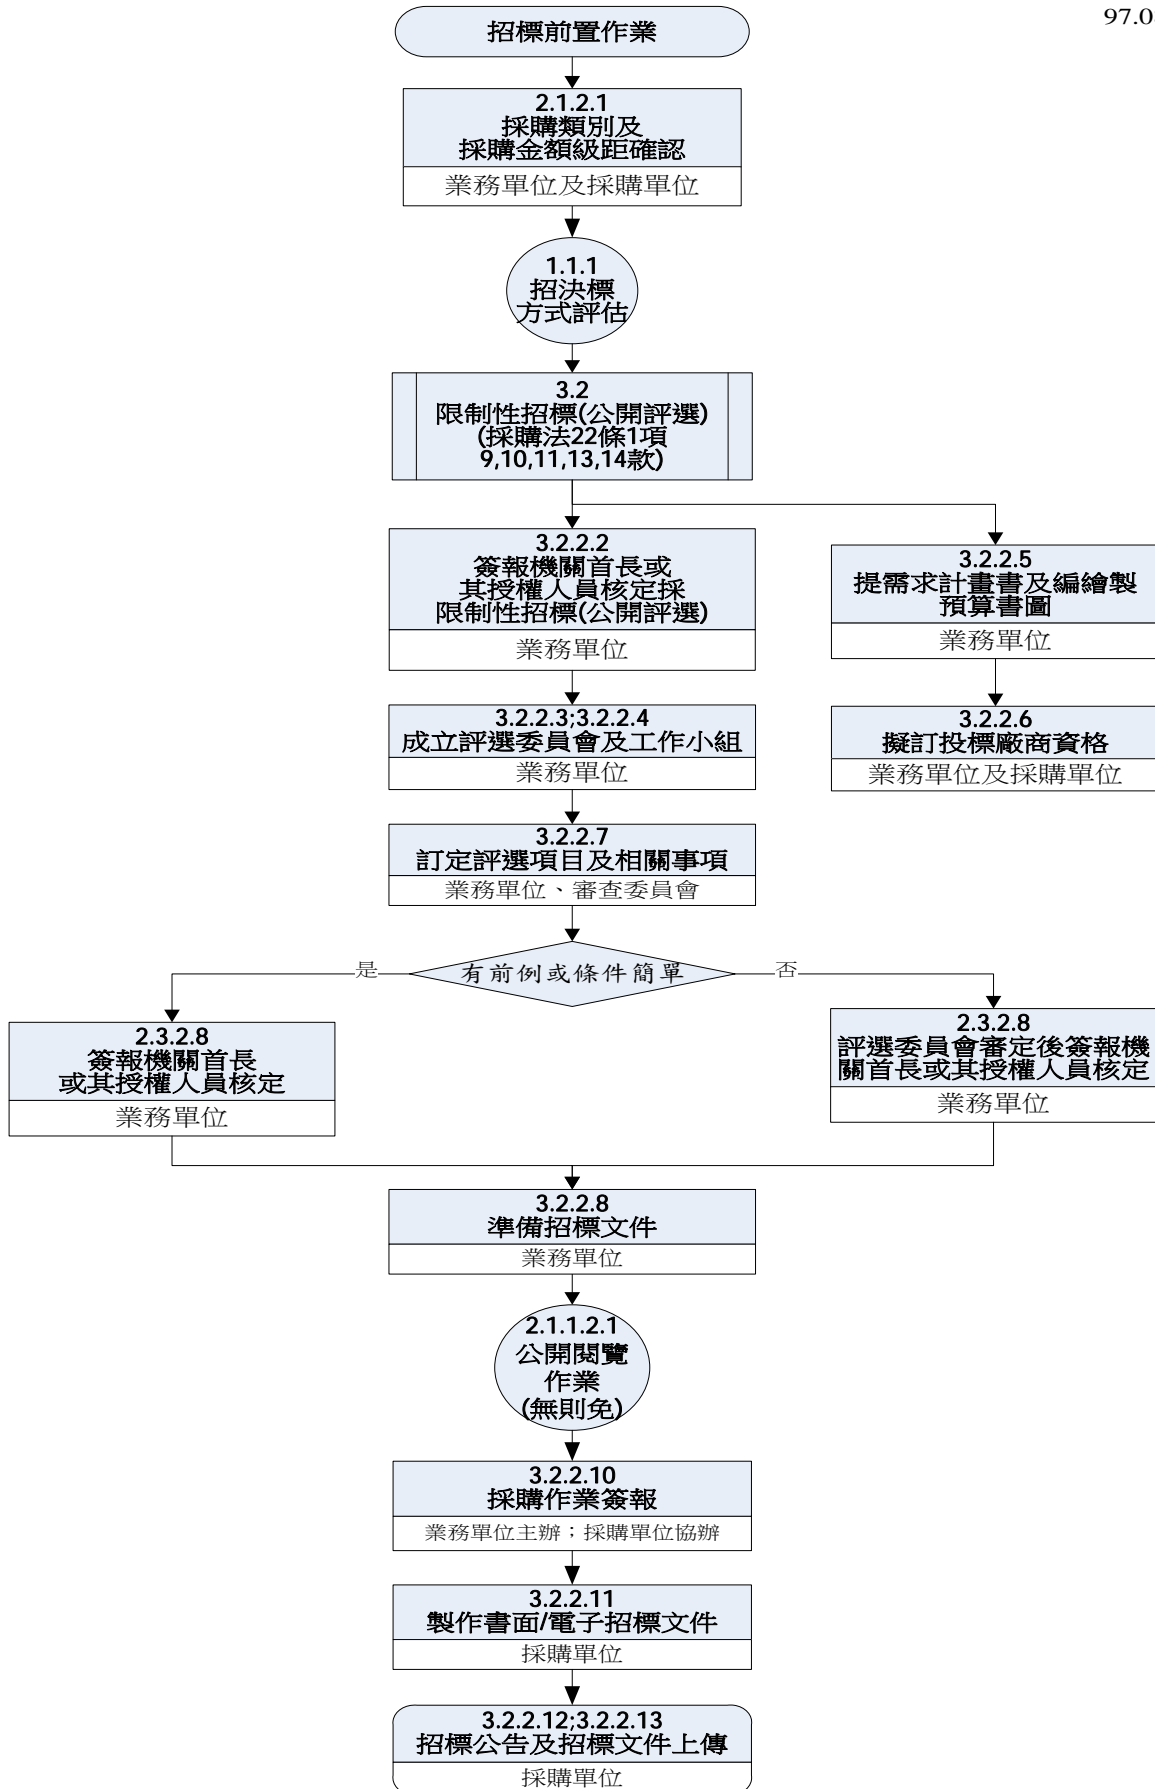 97.0
招標前置作業
2.1.2.1
採購類別及
採購金額級距確認
業務單位及採購單位
1.1.1
招決標
方式評估
3.2
限制性招標(公開評選)
(採購法22條1項
9,10,11,13,14款)
3.2.2.2
簽報機關首長或
其授權人員核定採
限制性招標(公開評選)
業務單位
3.2.2.5
提需求計畫書及編繪製
預算書圖
業務單位
3.2.2.3;3.2.2.4
成立評選委員會及工作小組
業務單位
3.2.2.6
擬訂投標廠商資格
業務單位及採購單位
3.2.2.7
訂定評選項目及相關事項
業務單位、審查委員會
有前例或條件簡單
是
否
2.3.2.8
簽報機關首長
或其授權人員核定
業務單位
2.3.2.8
評選委員會審定後簽報機
關首長或其授權人員核定
業務單位
3.2.2.8
準備招標文件
業務單位
2.1.1.2.1
公開閱覽
作業
(無則免)
3.2.2.10
採購作業簽報
業務單位主辦；採購單位協辦
3.2.2.11
製作書面/電子招標文件
採購單位
3.2.2.12;3.2.2.13
招標公告及招標文件上傳
採購單位